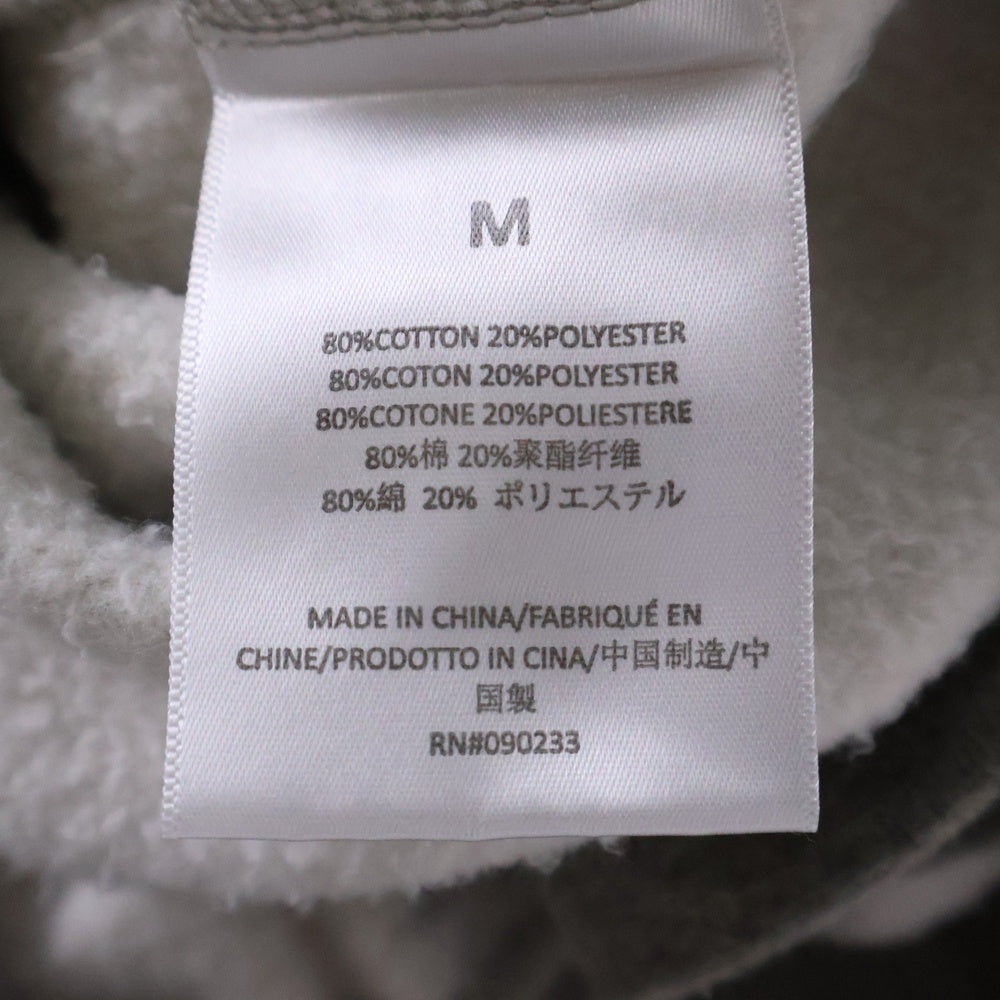 M
80%COTTON 20%POLYESTER
80%COTON 20%POLYESTER
80%COTONE 20%POLIESTERE
80%棉 20%聚酯纤维
80%綿 20% ポリエステル
MADE IN CHINA/FABRIQUÉ EN
CHINE/PRODOTTO IN CINA/中国制造/中
国製
RN#090233